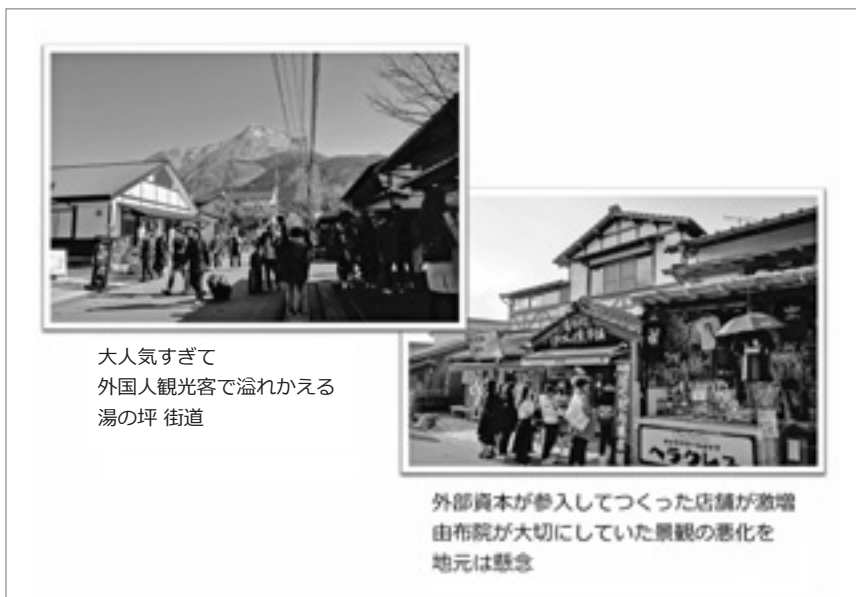 大人気すぎて
外国人観光客で溢れかえる
湯の坪 街道
ヘラクレス
外部資本が参入してつくった店舗が激増
由布院が大切にしていた景観の悪化を
地元は懸念